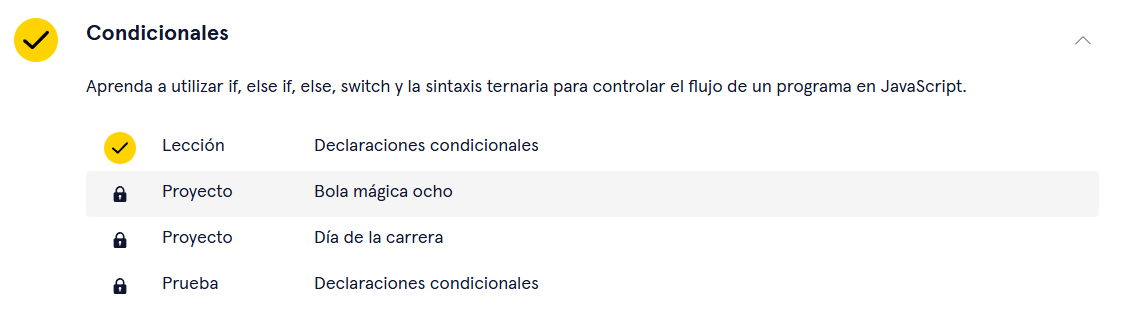 Condicionales
Aprenda a utilizar if, else if, else, switch y la sintaxis ternaria para controlar el flujo de un programa en JavaScript.
Lección Declaraciones condicionales
Proyecto Bola mágica ocho
Proyecto Día de la carrera
Prueba Declaraciones condicionales